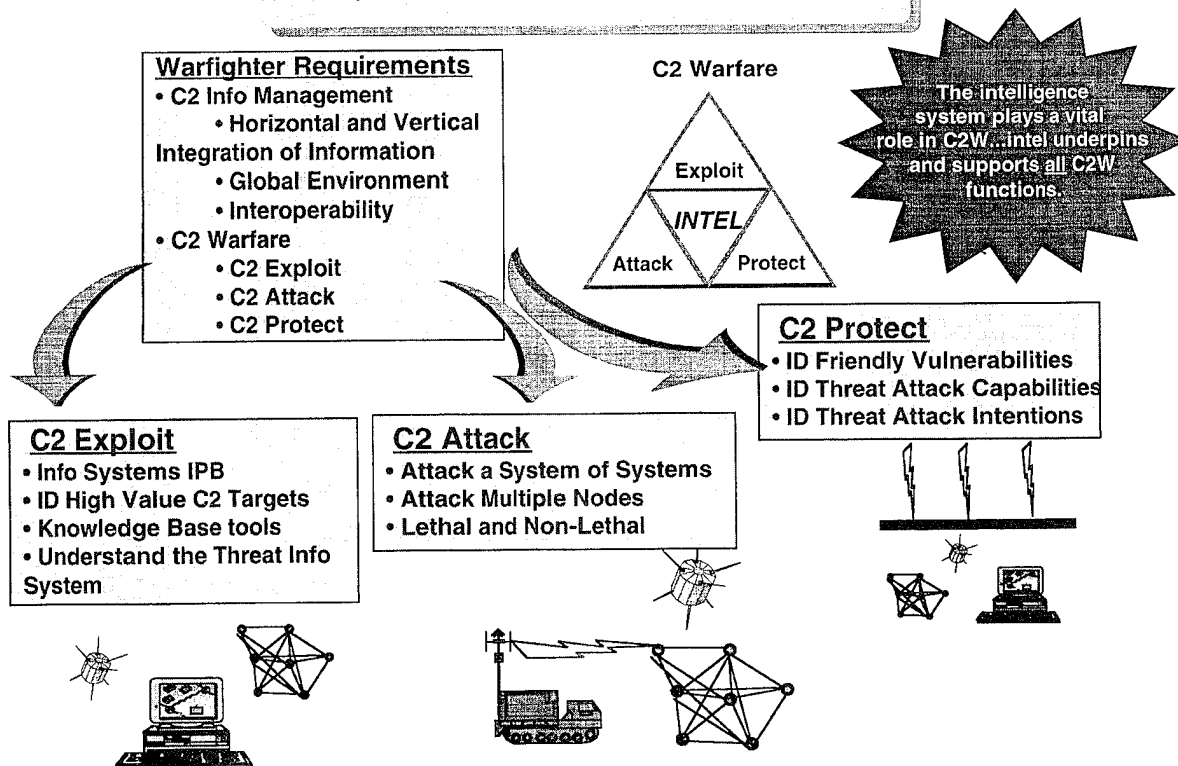 Warfighter Requirements
• C2 Info Management
• Horizontal and Vertical
Integration of Information
• Global Environment
• Interoperability
• C2 Warfare
• C2 Exploit
• C2 Attack
• C2 Protect
C2 Warfare
Exploit
INTEL
Attack
Protect
The intelligence
system plays a vital
role in C2W...intel underpins
and supports all C2W
functions.
C2 Protect
• ID Friendly Vulnerabilities
• ID Threat Attack Capabilities
• ID Threat Attack Intentions
C2 Exploit
• Info Systems IPB
• ID High Value C2 Targets
• Knowledge Base tools
• Understand the Threat Info
System
C2 Attack
• Attack a System of Systems
• Attack Multiple Nodes
• Lethal and Non-Lethal